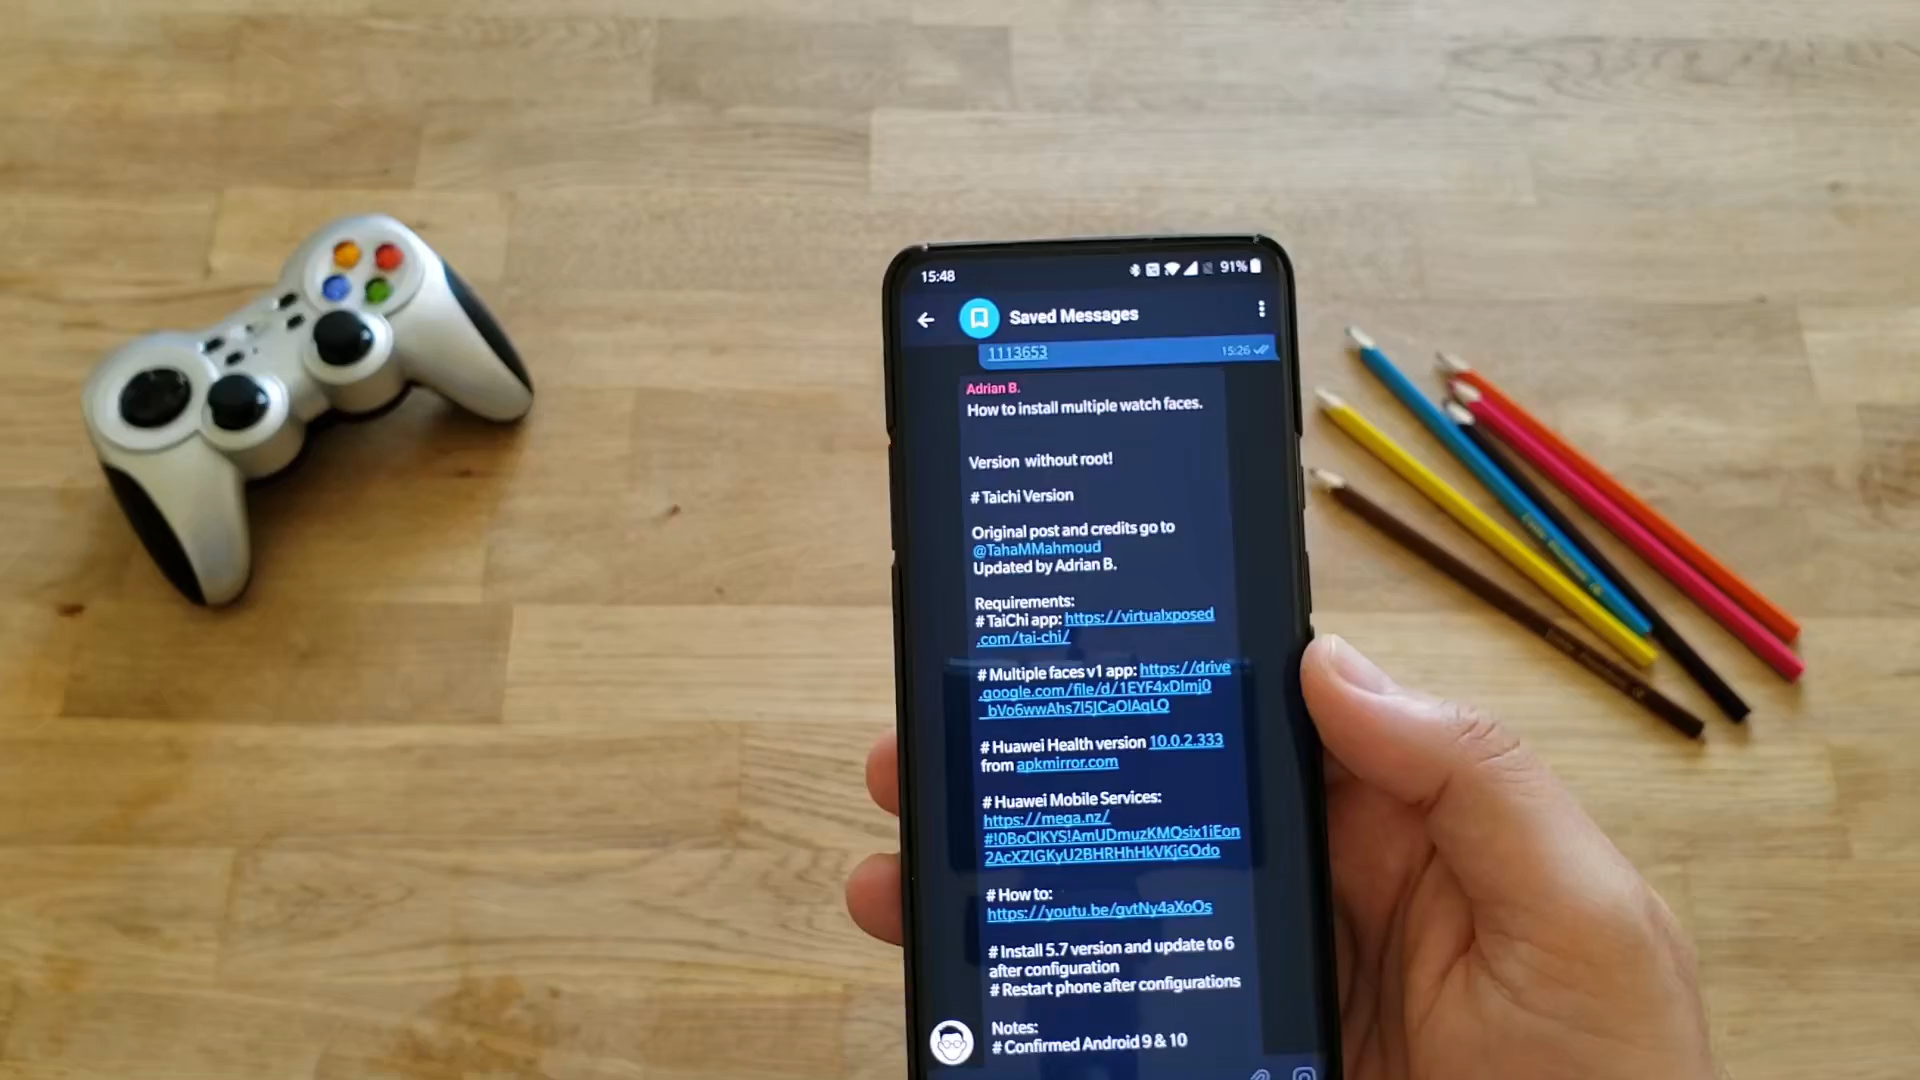 15:48
91%
Saved Messages
1113653
15:26
Adrian B.
How to install multiple watch faces.
Version without root!
# Taichi Version
Original post and credits go to
@TahaMMahmoud
Updated by Adrian B.
Requirements:
# TaiChi app: https://virtualxposed
.com/tai-chi/
# Multiple faces v1 app: https://drive
.google.com/file/d/1EYF4xDlmj0
_bVo6wwAhs7l5JCaOlAqLQ
# Huawei Health version 10.0.2.333
from apkmirror.com
# Huawei Mobile Services:
https://mega.nz/
#!0BoClKYS!AmUDmuzKMQsix1iEon
2AcXZIGKyU2BHRHhHkVKjGOdo
# How to:
https://youtu.be/gvtNy4aXoOs
# Install 5.7 version and update to 6
after configuration
# Restart phone after configurations
Notes:
# Confirmed Android 9 & 10